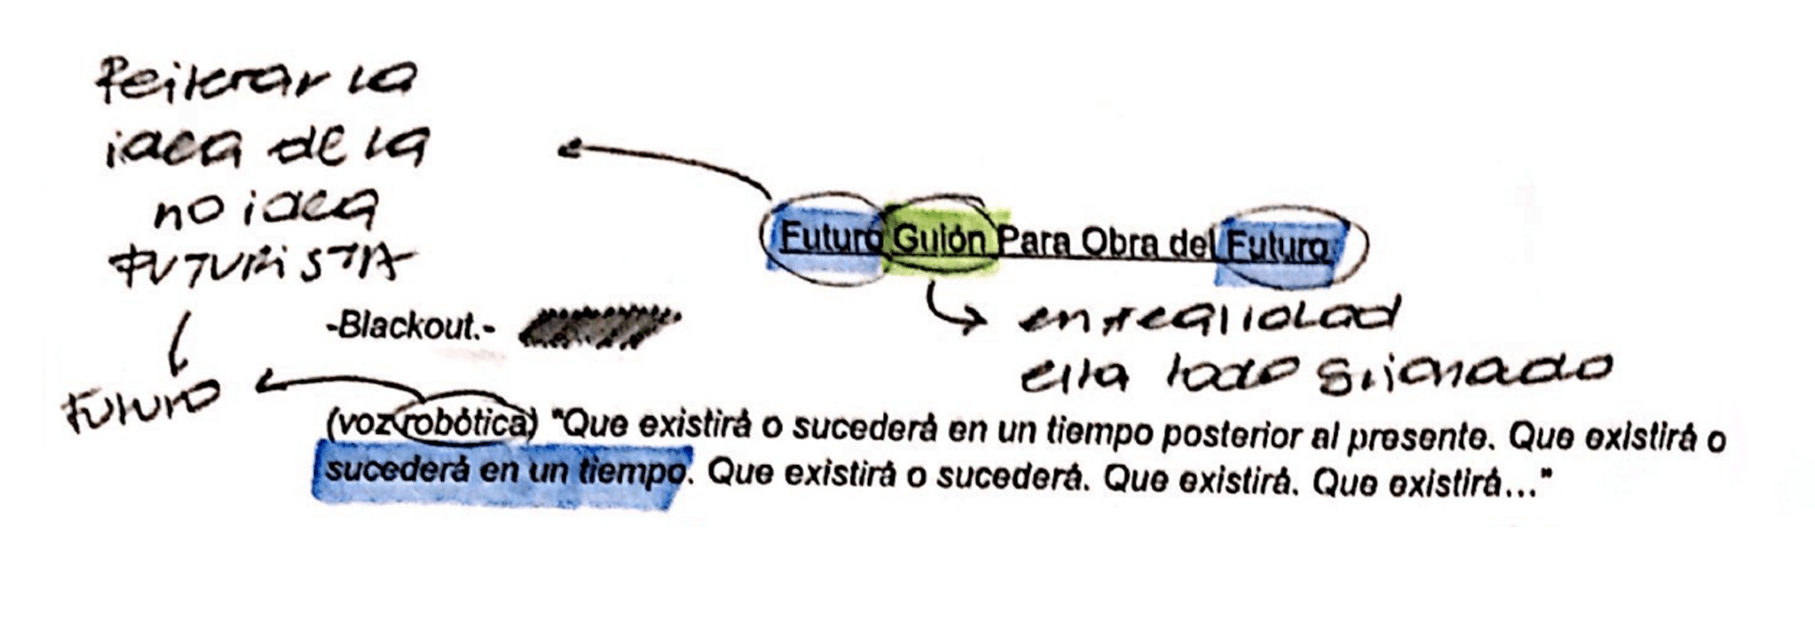 Reiterar la
idea de la
no idea
FUTURISTA
Futuro
Futuro Guión Para Obra del Futuro
en realidad
esta todo guionado
-Blackout.-
(voz robótica) "Que existirá o sucederá en un tiempo posterior al presente. Que existirá o
sucederá en un tiempo. Que existirá o sucederá. Que existirá. Que existirá..."